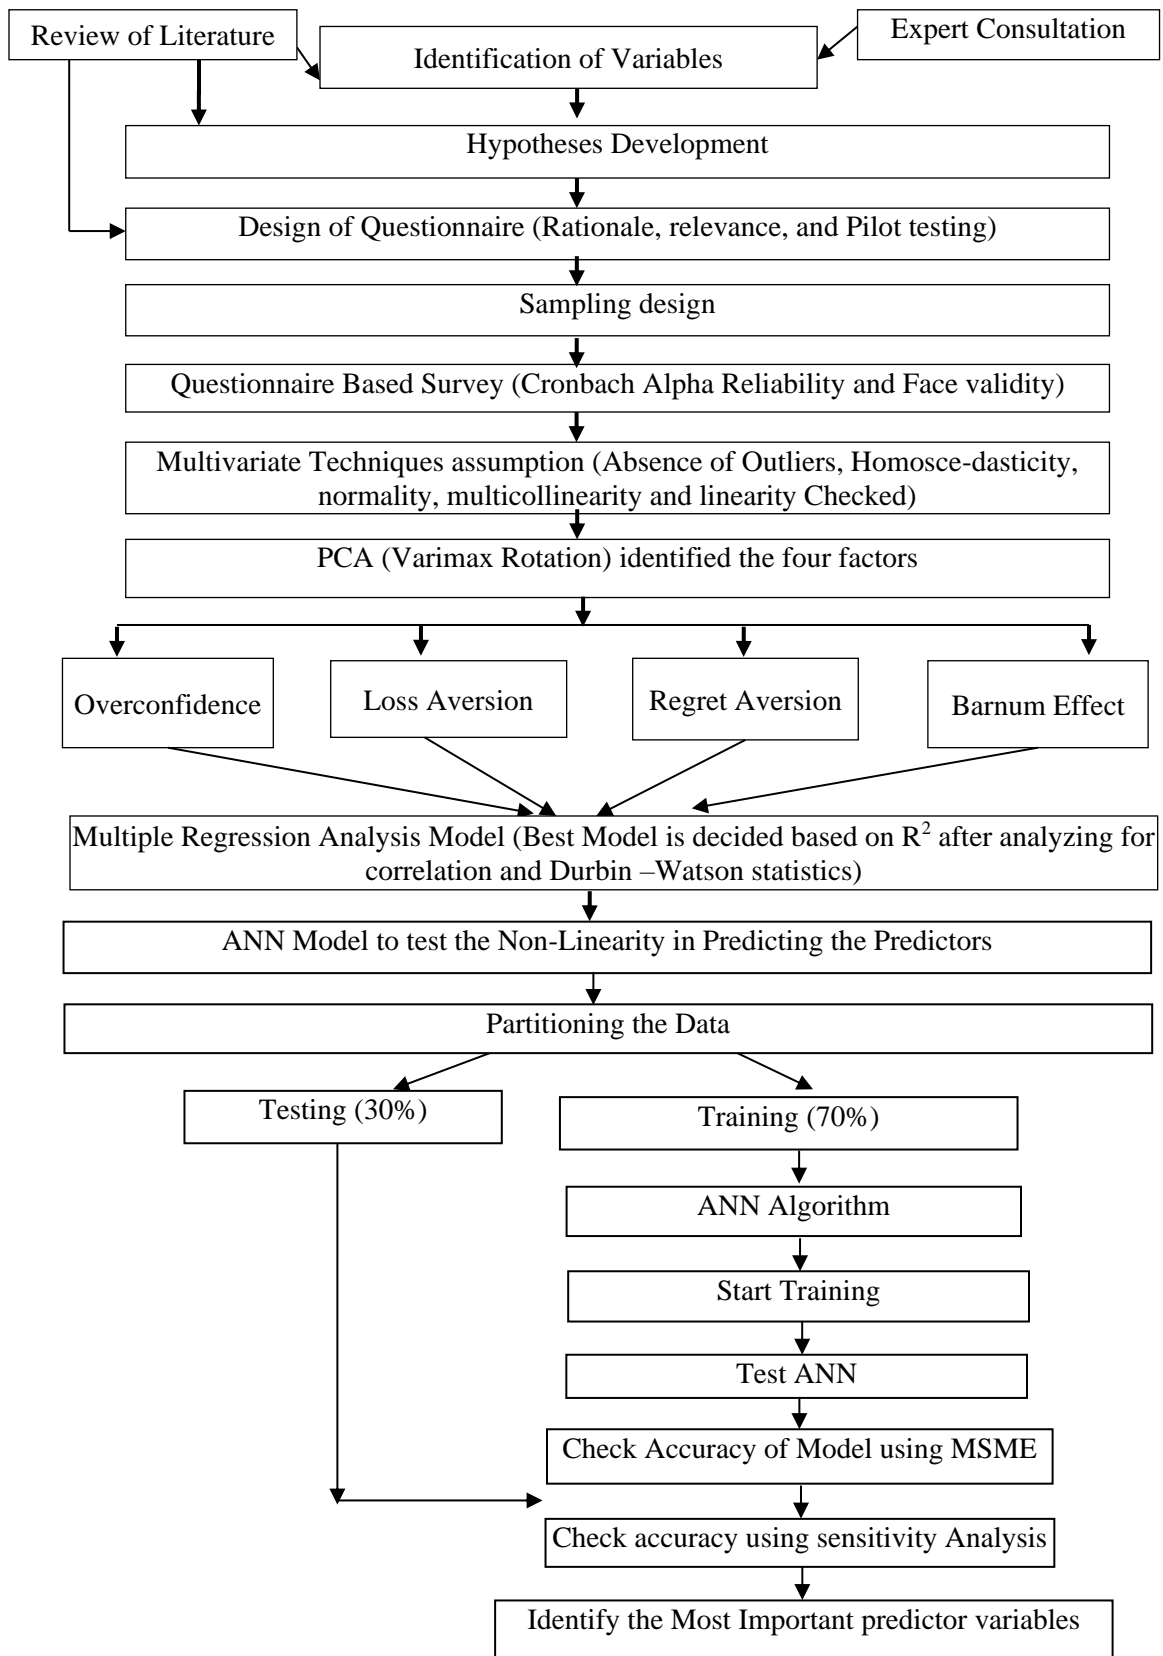 Review of Literature
Identification of Variables
Expert Consultation
Hypotheses Development
Design of Questionnaire (Rationale, relevance, and Pilot testing)
Sampling design
Questionnaire Based Survey (Cronbach Alpha Reliability and Face validity)
Multivariate Techniques assumption (Absence of Outliers, Homosce-dasticity,
normality, multicollinearity and linearity Checked)
PCA (Varimax Rotation) identified the four factors
Overconfidence
Loss Aversion
Regret Aversion
Barnum Effect
Multiple Regression Analysis Model (Best Model is decided based on R² after analyzing for
correlation and Durbin –Watson statistics)
ANN Model to test the Non-Linearity in Predicting the Predictors
Partitioning the Data
Testing (30%)
Training (70%)
ANN Algorithm
Start Training
Test ANN
Check Accuracy of Model using MSME
Check accuracy using sensitivity Analysis
Identify the Most Important predictor variables